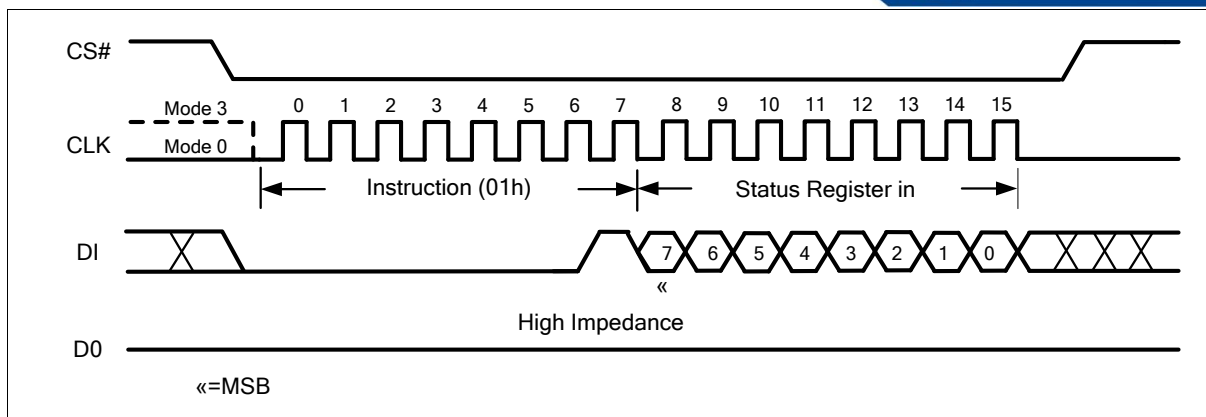 CS#
Mode 3
0 1 2 3 4 5 6 7 8 9 10 11 12 13 14 15
CLK
Mode 0
Instruction (01h)
Status Register in
DI
7 6 5 4 3 2 1 0
«
High Impedance
D0
«=MSB